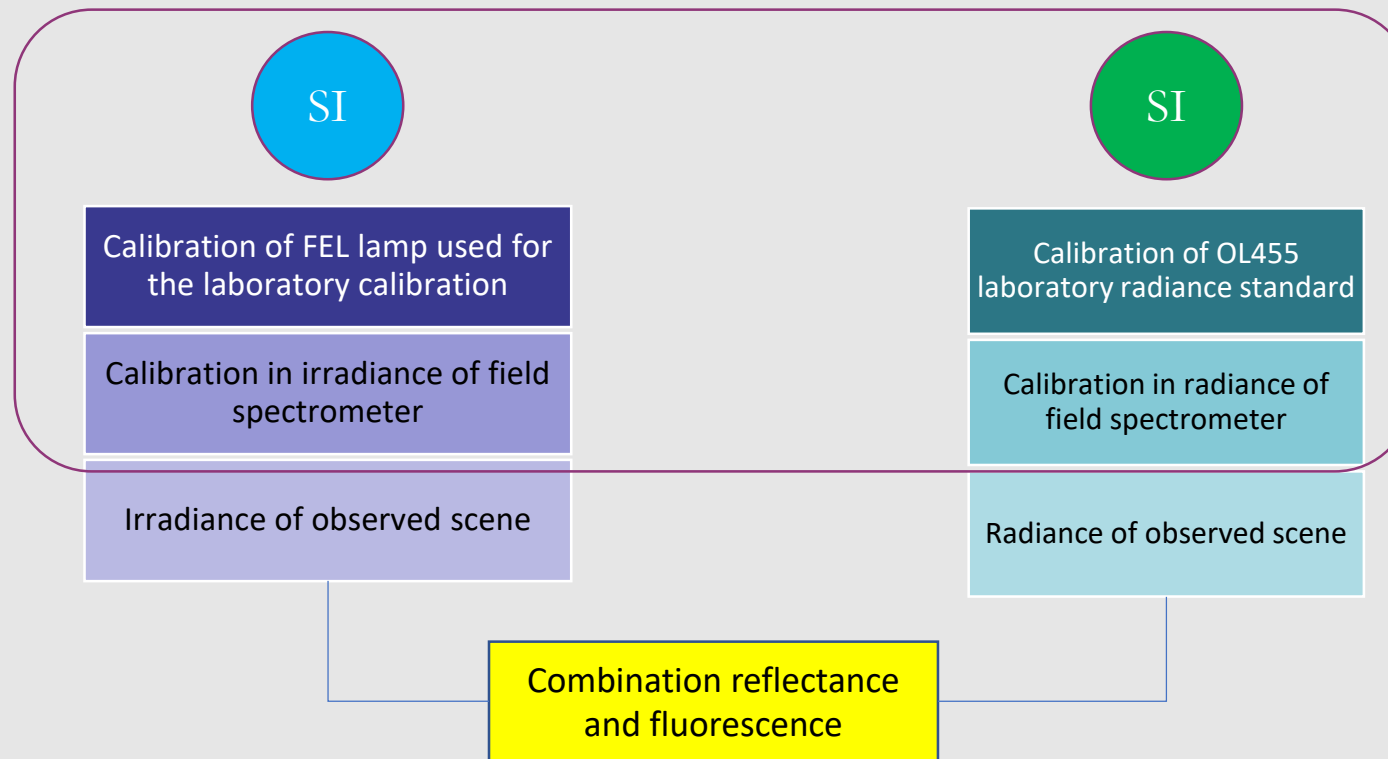 SI
Calibration of FEL lamp used for
the laboratory calibration
Calibration in irradiance of field
spectrometer
Irradiance of observed scene
SI
Calibration of OL455
laboratory radiance standard
Calibration in radiance of
field spectrometer
Radiance of observed scene
Combination reflectance
and fluorescence